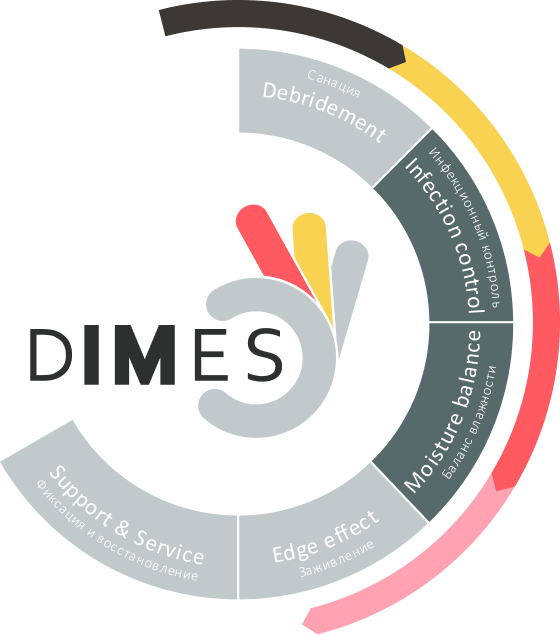 Санация
Debridement
Инфекционный контроль
Infection control
DIMES
Moisture balance
Баланс влажности
Edge effect
Заживление
Support & Service
Фиксация и восстановление